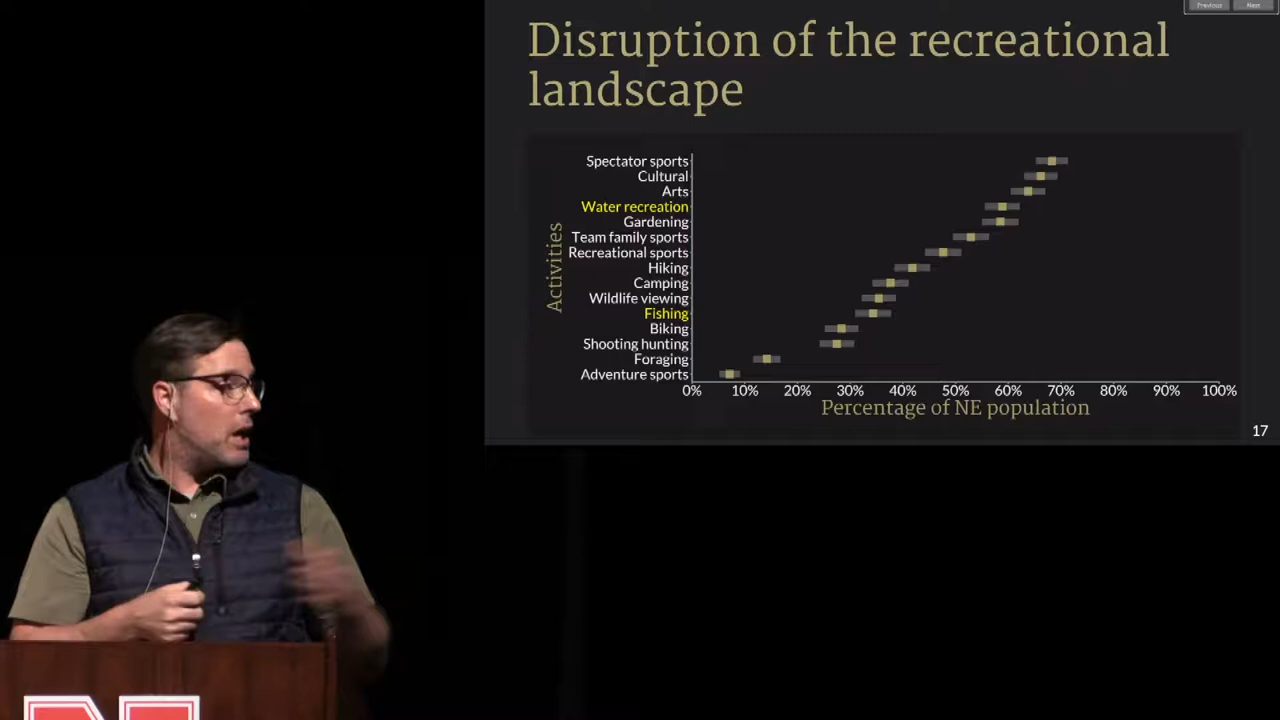 Previous
Next
Disruption of the recreational
landscape
Activities
Spectator sports
Cultural
Arts
Water recreation
Gardening
Team family sports
Recreational sports
Hiking
Camping
Wildlife viewing
Fishing
Biking
Shooting hunting
Foraging
Adventure sports
0% 10% 20% 30% 40% 50% 60% 70% 80% 90% 100%
Percentage of NE population
17
N